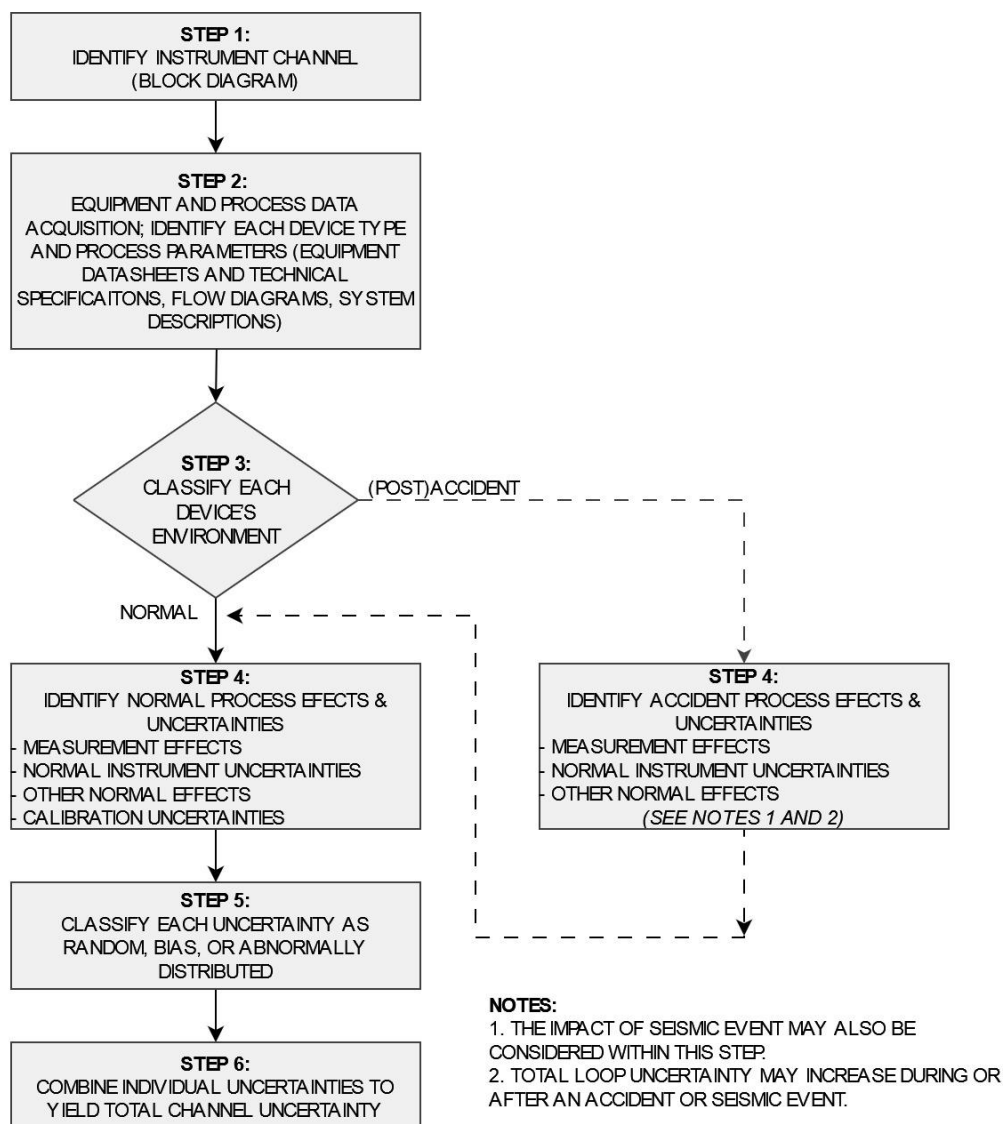 STEP 1:
IDENTIFY INSTRUMENT CHANNEL
(BLOCK DIAGRAM)
STEP 2:
EQUIPMENT AND PROCESS DATA
ACQUISITION; IDENTIFY EACH DEVICE TYPE
AND PROCESS PARAMETERS (EQUIPMENT
DATASHEETS AND TECHNICAL
SPECIFICAITONS, FLOW DIAGRAMS, SYSTEM
DESCRIPTIONS)
STEP 3:
CLASSIFY EACH
DEVICE'S
ENVIRONMENT
(POST)ACCIDENT
NORMAL
STEP 4:
IDENTIFY NORMAL PROCESS EFFECTS &
UNCERTAINTIES
- MEASUREMENT EFFECTS
- NORMAL INSTRUMENT UNCERTAINTIES
- OTHER NORMAL EFFECTS
- CALIBRATION UNCERTAINTIES
STEP 4:
IDENTIFY ACCIDENT PROCESS EFFECTS &
UNCERTAINTIES
- MEASUREMENT EFFECTS
- NORMAL INSTRUMENT UNCERTAINTIES
- OTHER NORMAL EFFECTS
(SEE NOTES 1 AND 2)
STEP 5:
CLASSIFY EACH UNCERTAINTY AS
RANDOM, BIAS, OR ABNORMALLY
DISTRIBUTED
STEP 6:
COMBINE INDIVIDUAL UNCERTAINTIES TO
YIELD TOTAL CHANNEL UNCERTAINTY
NOTES:
1. THE IMPACT OF SEISMIC EVENT MAY ALSO BE
CONSIDERED WITHIN THIS STEP.
2. TOTAL LOOP UNCERTAINTY MAY INCREASE DURING OR
AFTER AN ACCIDENT OR SEISMIC EVENT.